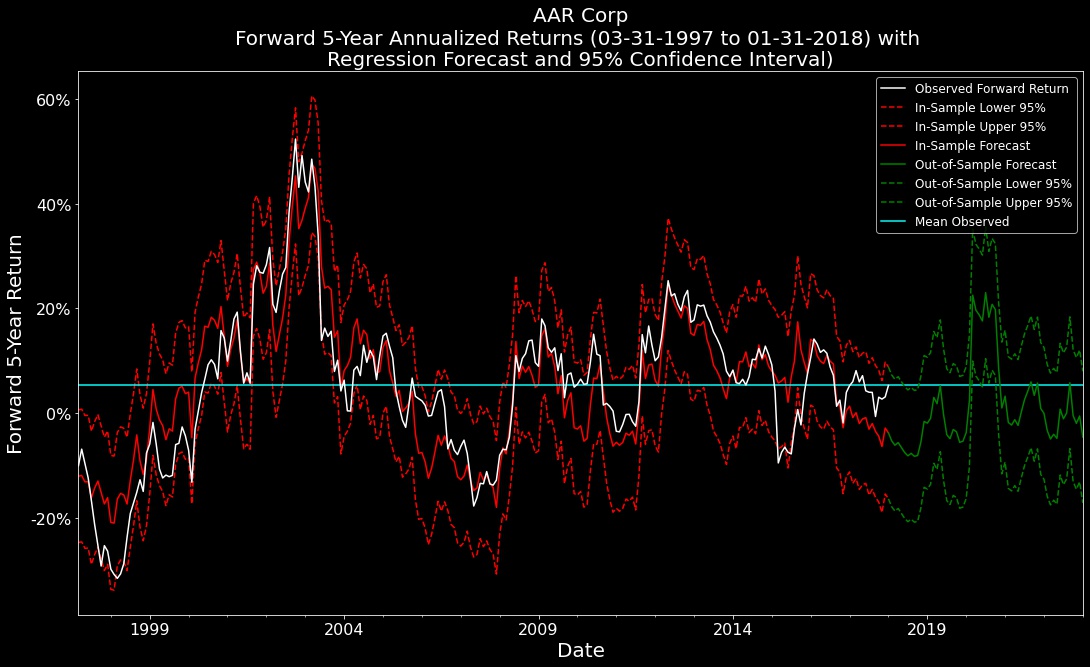 AAR Corp
Forward 5-Year Annualized Returns (03-31-1997 to 01-31-2018) with
Regression Forecast and 95% Confidence Interval)
Observed Forward Return
In-Sample Lower 95%
In-Sample Upper 95%
In-Sample Forecast
Out-of-Sample Forecast
Out-of-Sample Lower 95%
Out-of-Sample Upper 95%
Mean Observed
Forward 5-Year Return
60%
40%
20%
0%
-20%
1999
2004
2009
2014
2019
Date